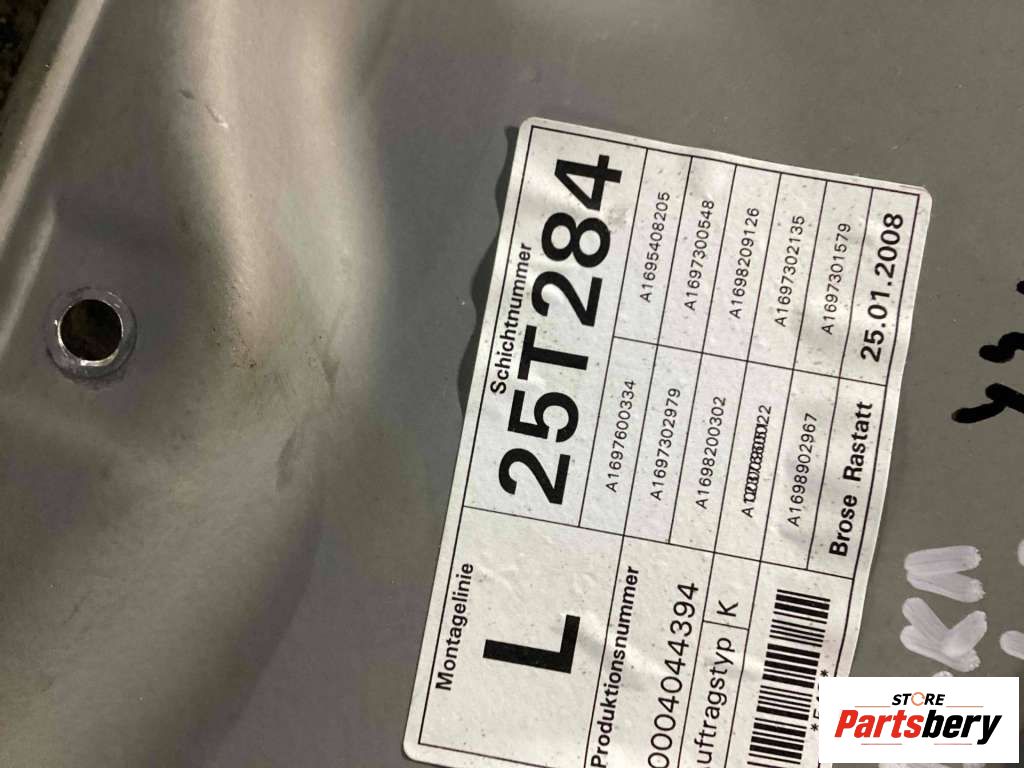 Montagelinie
L
Schichtnummer
25T284
Produktionsnummer
0004044394
uftragstyp K
A1697600334 A1695408205
A1697302979 A1697300548
A1698200302 A1698209126
A1697302135
A1698902967 A1697301579
Brose Rastatt 25.01.2008
STORE
Partsbery